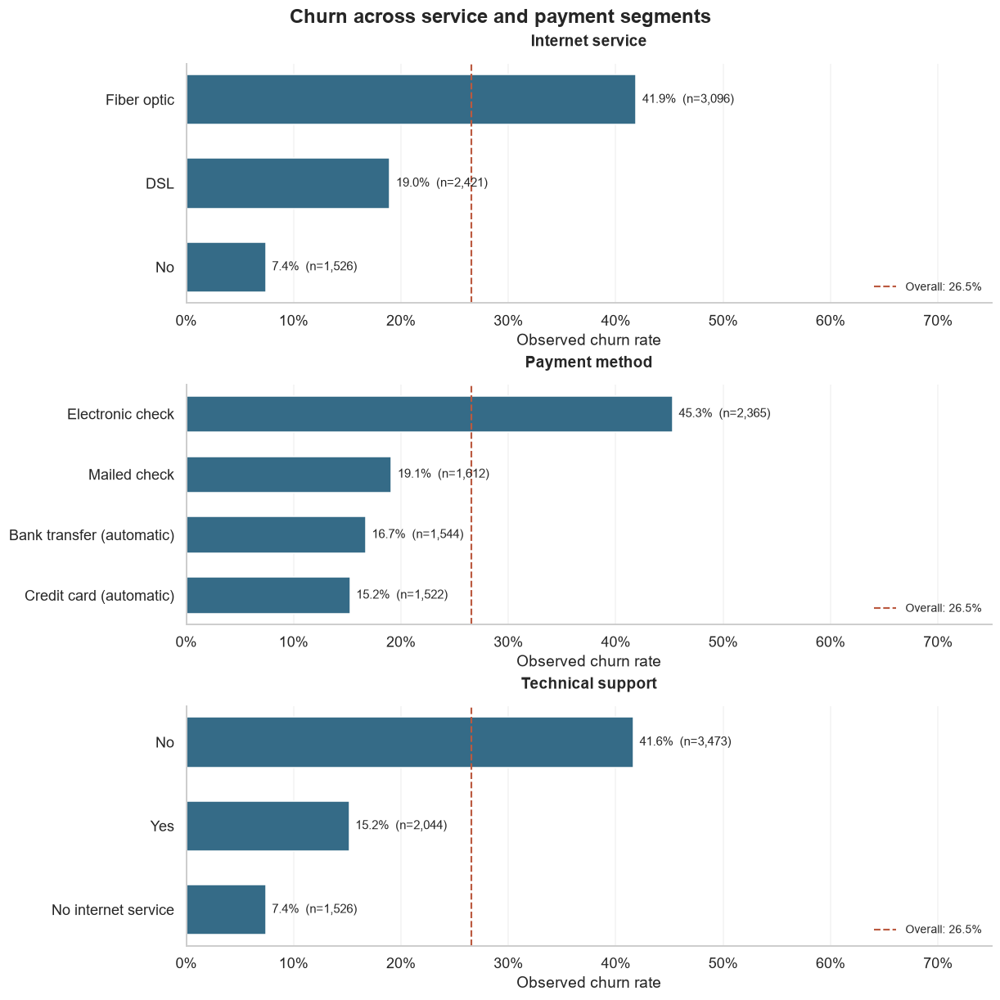 Churn across service and payment segments
Internet service
Fiber optic
41.9% (n=3,096)
DSL
19.0% (n=2,421)
No
7.4% (n=1,526)
Overall: 26.5%
0% 10% 20% 30% 40% 50% 60% 70%
Observed churn rate
Payment method
Electronic check
45.3% (n=2,365)
Mailed check
19.1% (n=1,612)
Bank transfer (automatic)
16.7% (n=1,544)
Credit card (automatic)
15.2% (n=1,522)
Overall: 26.5%
0% 10% 20% 30% 40% 50% 60% 70%
Observed churn rate
Technical support
No
41.6% (n=3,473)
Yes
15.2% (n=2,044)
No internet service
7.4% (n=1,526)
Overall: 26.5%
0% 10% 20% 30% 40% 50% 60% 70%
Observed churn rate